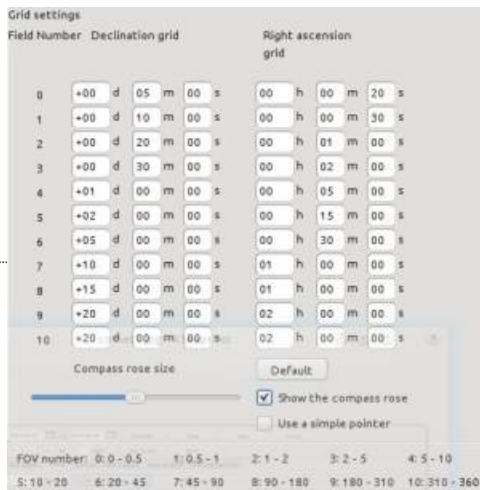 Grid settings
Field Number Declination grid Right ascension
grid
0 +00 d 05 m 00 s 00 h 00 m 20 s
1 +00 d 10 m 00 s 00 h 00 m 30 s
2 +00 d 20 m 00 s 00 h 01 m 00 s
3 +00 d 30 m 00 s 00 h 02 m 00 s
4 +01 d 00 m 00 s 00 h 05 m 00 s
5 +02 d 00 m 00 s 00 h 15 m 00 s
6 +05 d 00 m 00 s 00 h 30 m 00 s
7 +10 d 00 m 00 s 01 h 00 m 00 s
8 +15 d 00 m 00 s 01 h 00 m 00 s
9 +20 d 00 m 00 s 02 h 00 m 00 s
10 +20 d 00 m 00 s 02 h 00 m 00 s
Compass rose size Default
Show the compass rose
Use a simple pointer
FOV number: 0: 0 - 0.5 1: 0.5 - 1 2: 1 - 2 3: 2 - 5 4: 5 - 10
5: 10 - 20 6: 20 - 45 7: 45 - 90 8: 90 - 180 9: 180 - 310 10: 310 - 360